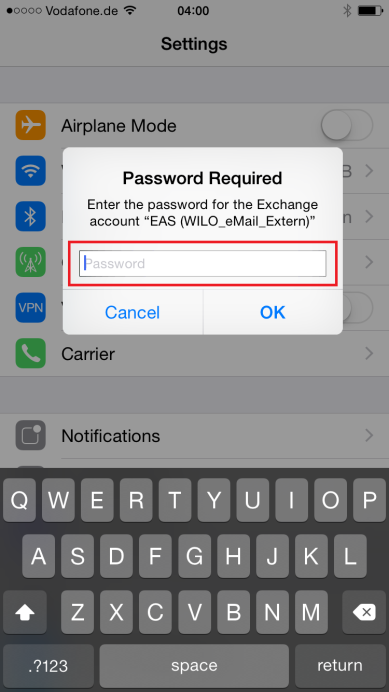 Vodafone.de 04:00
Settings
Airplane Mode
Password Required
Enter the password for the Exchange
account “EAS (WILO_eMail_Extern)”
Password
Cancel OK
VPN
Carrier
Notifications
Q W E R T Y U I O P
A S D F G H J K L
Z X C V B N M
.?123 space return